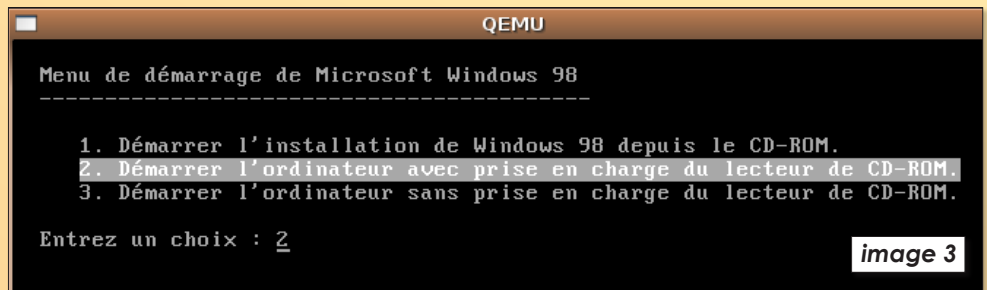 QEMU
Menu de démarrage de Microsoft Windows 98
------------------------------------------
1. Démarrer l'installation de Windows 98 depuis le CD-ROM.
2. Démarrer l'ordinateur avec prise en charge du lecteur de CD-ROM.
3. Démarrer l'ordinateur sans prise en charge du lecteur de CD-ROM.
Entrez un choix : 2
image 3